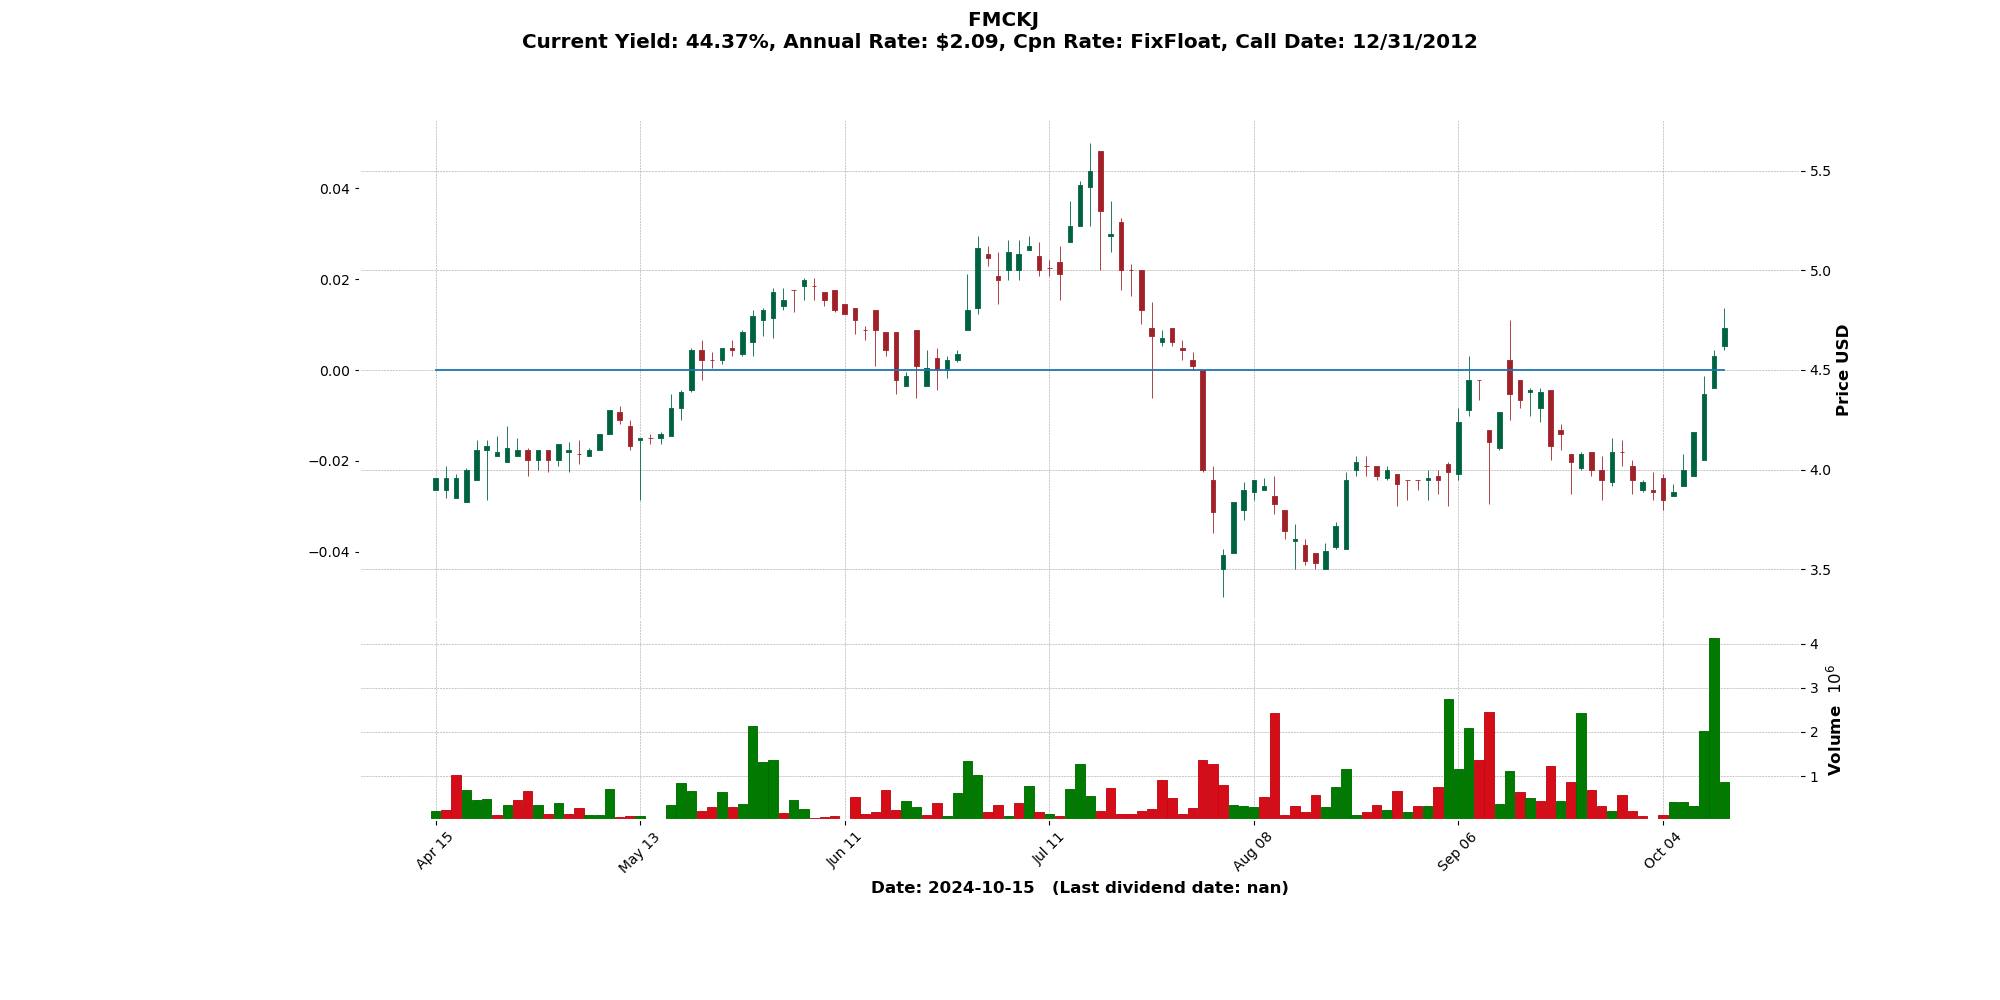 FMCKJ
Current Yield: 44.37%, Annual Rate: $2.09, Cpn Rate: FixFloat, Call Date: 12/31/2012
0.04
0.02
0.00
−0.02
−0.04
5.5
5.0
4.5
4.0
3.5
Price USD
4
3
2
1
Volume 10^6
Apr 15
May 13
Jun 11
Jul 11
Aug 08
Sep 06
Oct 04
Date: 2024-10-15 (Last dividend date: nan)